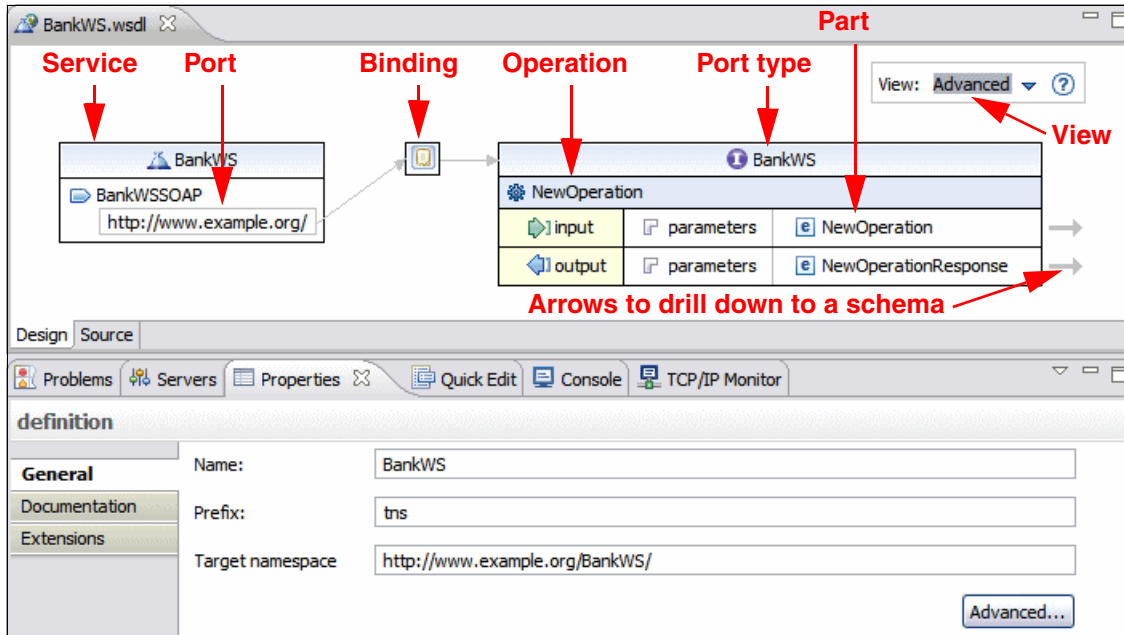 BankWS.wsdl
Part
Service Port Binding Operation Port type
View: Advanced
View
BankWS
BankWS
BankWSSOAP
NewOperation
http://www.example.org/
input parameters NewOperation
output parameters NewOperationResponse
Arrows to drill down to a schema
Design Source
Problems Servers Properties Quick Edit Console TCP/IP Monitor
definition
General
Name: BankWS
Documentation
Prefix: tns
Extensions
Target namespace http://www.example.org/BankWS/
Advanced...